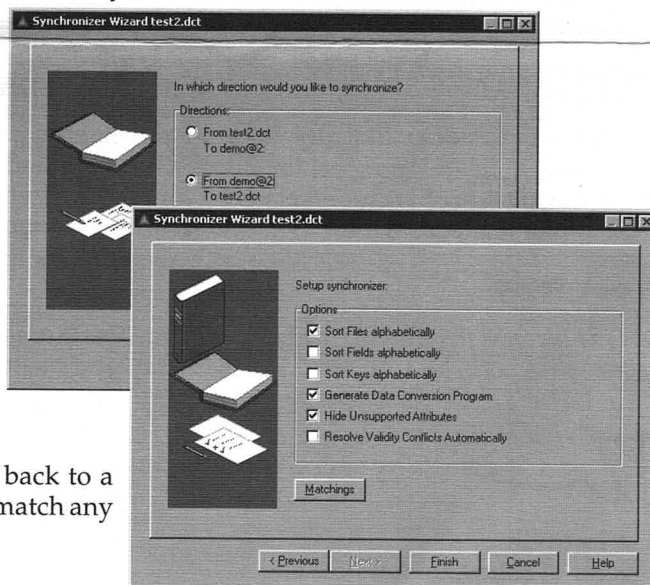 Synchronizer Wizard test2.dct
In which direction would you like to synchronize?
Directions:
From test2.dct
To demo@2:
From demo@2
To test2.dct
Synchronizer Wizard test2.dct
Setup synchronizer:
Options
Sort Files alphabetically
Sort Fields alphabetically
Sort Keys alphabetically
Generate Data Conversion Program
Hide Unsupported Attributes
Resolve Validity Conflicts Automatically
Matchings
< Previous
Next >
Finish
Cancel
Help
back to a
match any